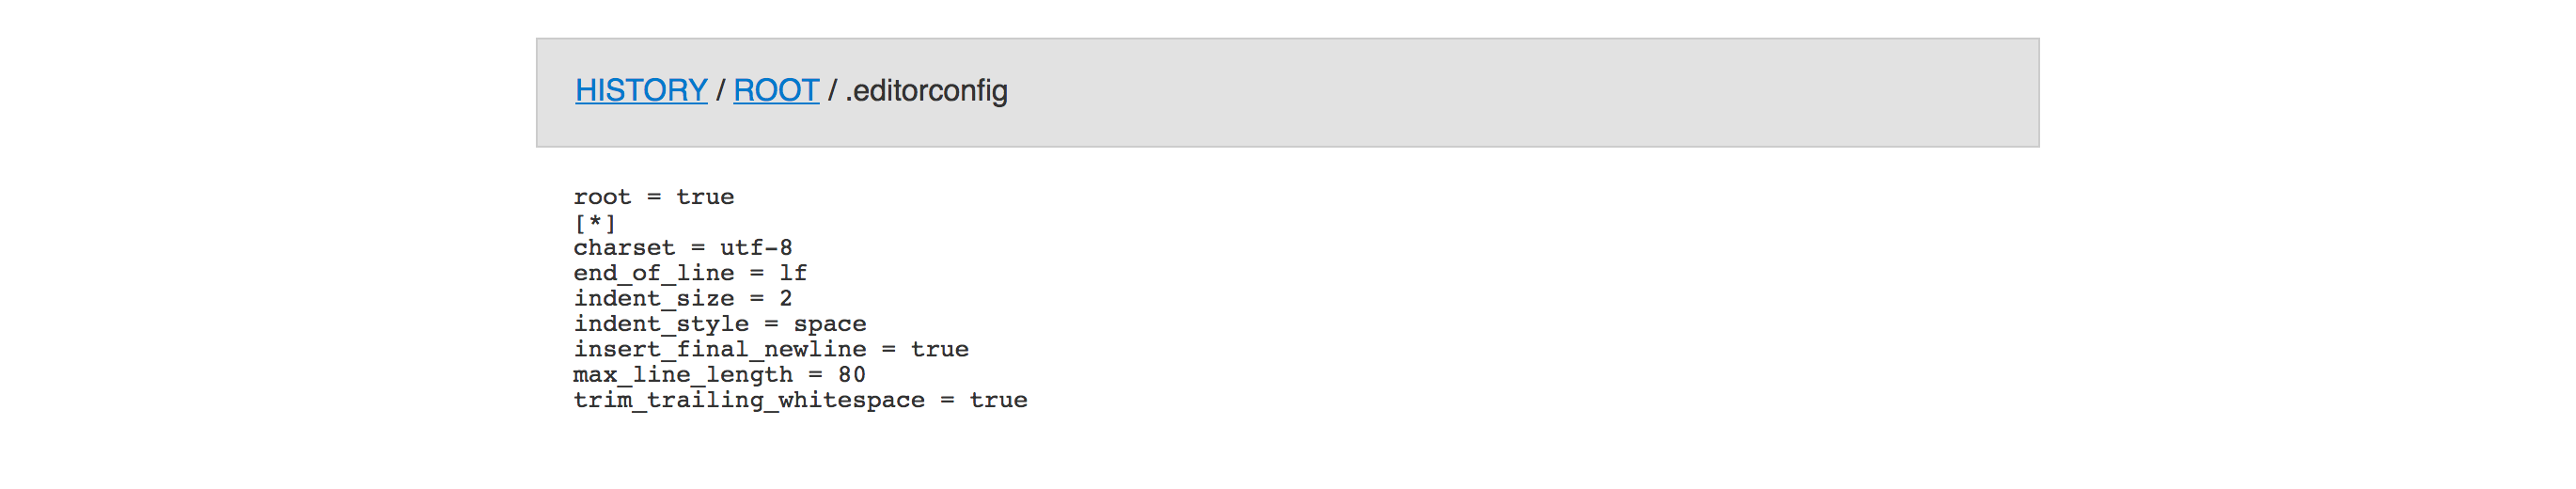 HISTORY / ROOT / .editorconfig
root = true
[*]
charset = utf-8
end_of_line = lf
indent_size = 2
indent_style = space
insert_final_newline = true
max_line_length = 80
trim_trailing_whitespace = true